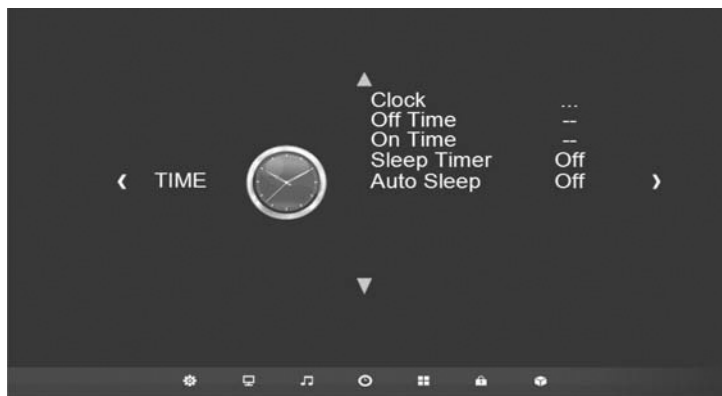 Clock ...
Off Time --
On Time --
Sleep Timer Off
TIME
Auto Sleep Off